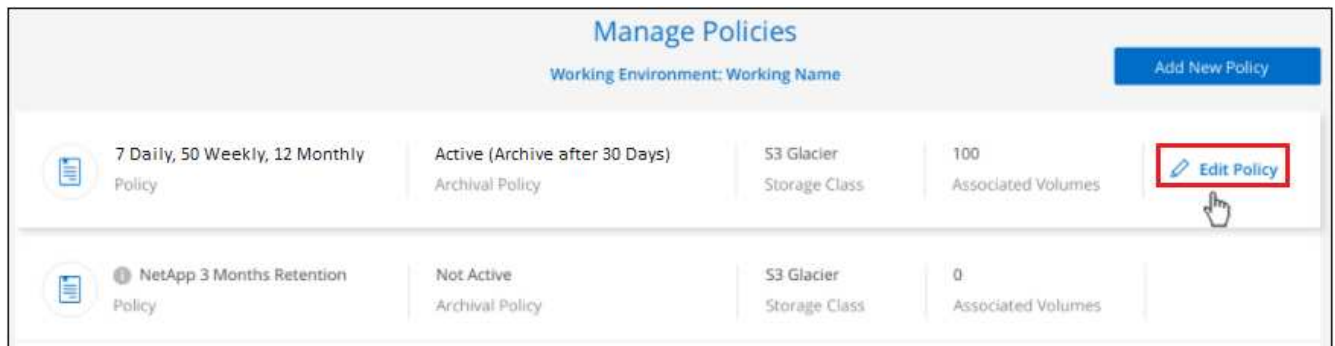 Manage Policies
Working Environment: Working Name
Add New Policy
7 Daily, 50 Weekly, 12 Monthly
Policy
Active (Archive after 30 Days)
Archival Policy
S3 Glacier
Storage Class
100
Associated Volumes
Edit Policy
NetApp 3 Months Retention
Policy
Not Active
Archival Policy
S3 Glacier
Storage Class
0
Associated Volumes